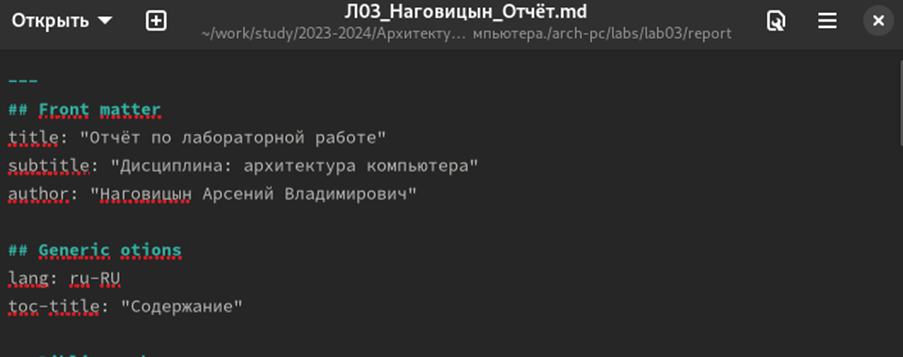 Открыть
Л03_Наговицын_Отчёт.md
~/work/study/2023-2024/Архитекту… мпьютера./arch-pc/labs/lab03/report
---
## Front matter
title: "Отчёт по лабораторной работе"
subtitle: "Дисциплина: архитектура компьютера"
author: "Наговицын Арсений Владимирович"
## Generic otions
lang: ru-RU
toc-title: "Содержание"